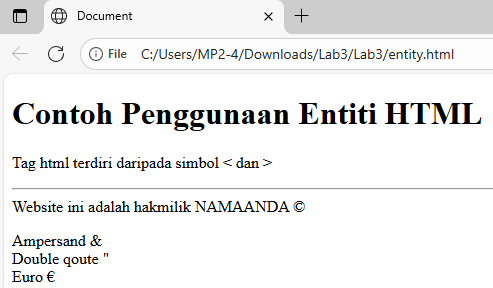 Document
File C:/Users/MP2-4/Downloads/Lab3/Lab3/entity.html
Contoh Penggunaan Entiti HTML
Tag html terdiri daripada simbol < dan >
Website ini adalah hakmilik NAMAANDA ©
Ampersand &
Double qoute "
Euro €